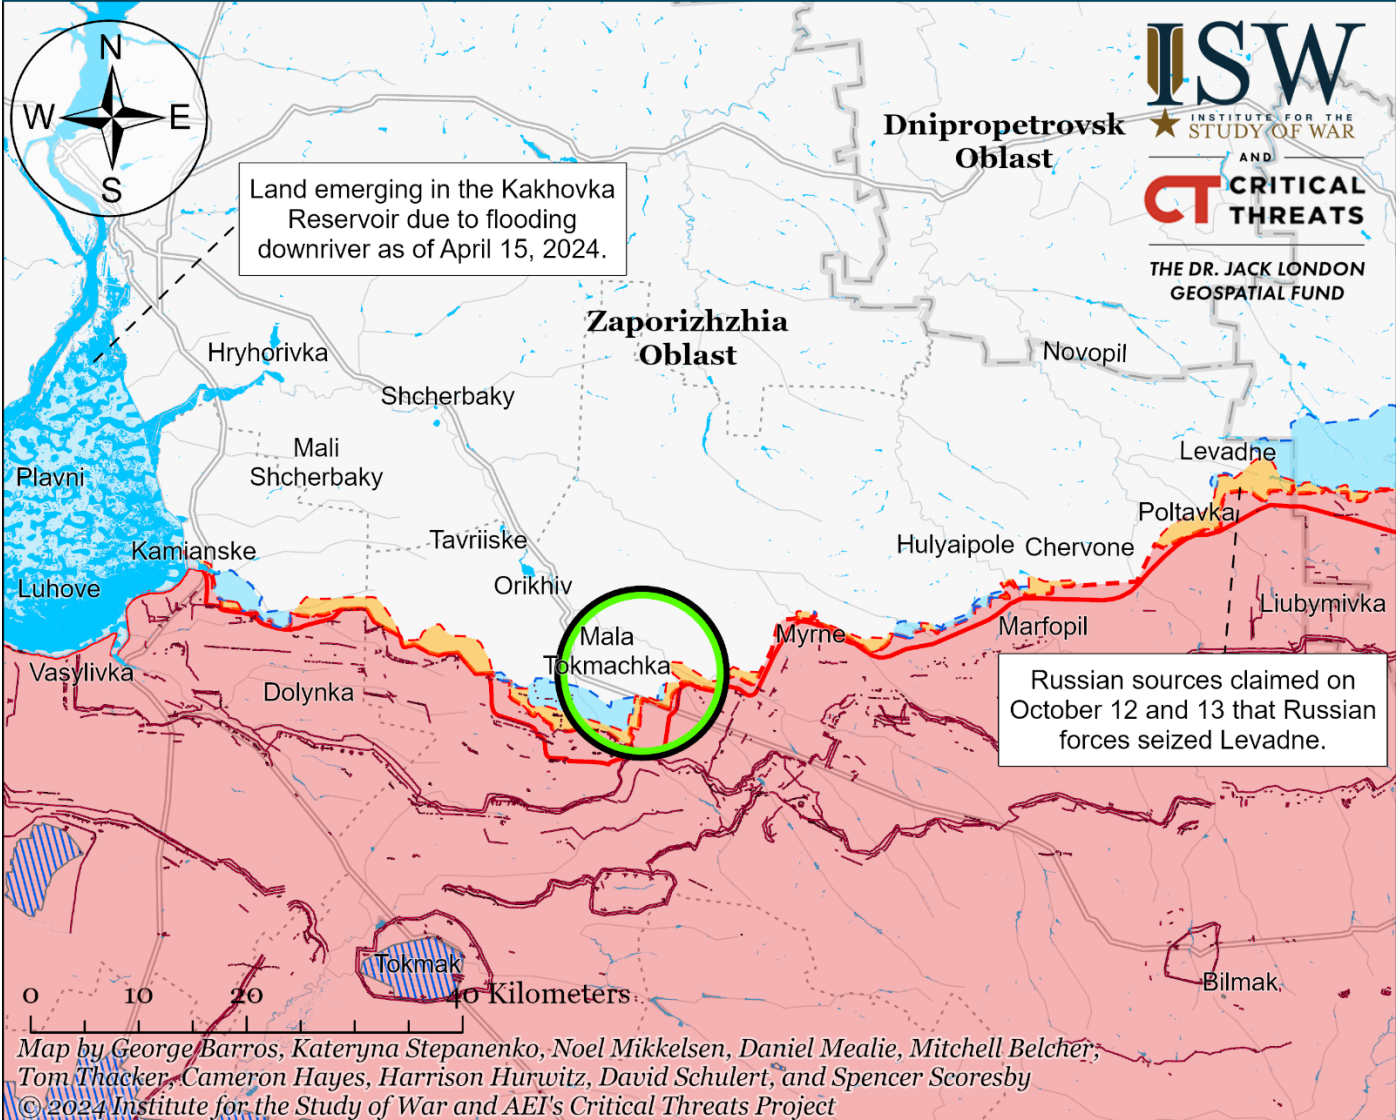 N
W
E
S
ISW
INSTITUTE FOR THE
STUDY OF WAR
AND
CT CRITICAL
THREATS
THE DR. JACK LONDON
GEOSPATIAL FUND
Dnipropetrovsk
Oblast
Land emerging in the Kakhovka
Reservoir due to flooding
downriver as of April 15, 2024.
Zaporizhzhia
Oblast
Hryhorivka
Novopil
Shcherbaky
Mali
Shcherbaky
Levadne
Plavni
Poltavka
Kamianske
Tavriiske
Hulyaipole
Chervone
Luhove
Orikhiv
Liubymivka
Mala
Tokmachka
Myrne
Marfopil
Vasylivka
Dolynka
Russian sources claimed on
October 12 and 13 that Russian
forces seized Levadne.
Tokmak
Bilmak
0 10 20 40 Kilometers
Map by George Barros, Kateryna Stepanenko, Noel Mikkelsen, Daniel Mealie, Mitchell Belcher,
Tom Thacker, Cameron Hayes, Harrison Hurwitz, David Schulert, and Spencer Scoresby
© 2024 Institute for the Study of War and AEI's Critical Threats Project